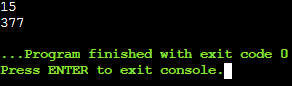 15
377

...Program finished with exit code 0
Press ENTER to exit console.